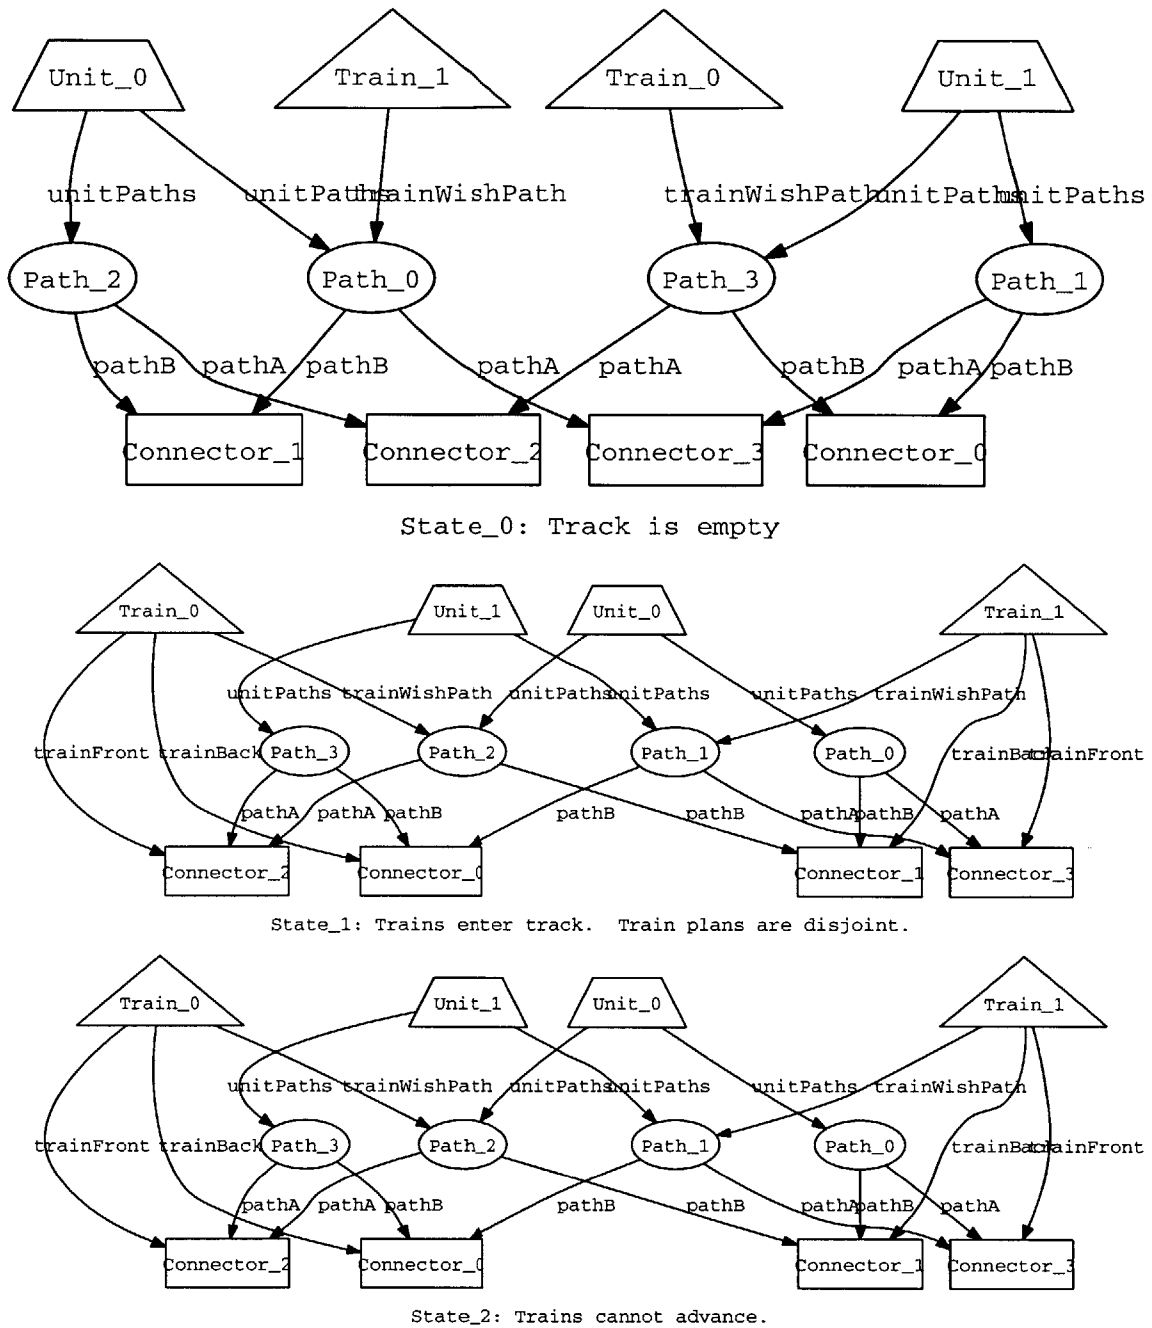 Unit_0 Train_1 Train_0 Unit_1
unitPaths unitPaths trainWishPath trainWishPath unitPaths unitPaths
Path_2 Path_0 Path_3 Path_1
pathB pathA pathB pathA pathA pathB pathA pathB
Connector_1 Connector_2 Connector_3 Connector_0
State_0: Track is empty
Train_0 Unit_1 Unit_0 Train_1
unitPaths trainWishPath unitPaths unitPaths unitPaths trainWishPath
trainFront trainBack Path_3 Path_2 Path_1 Path_0 trainBack trainFront
pathA pathA pathB pathB pathB pathA pathB pathA
Connector_2 Connector_0 Connector_1 Connector_3
State_1: Trains enter track. Train plans are disjoint.
Train_0 Unit_1 Unit_0 Train_1
unitPaths trainWishPath unitPaths unitPaths unitPaths trainWishPath
trainFront trainBack Path_3 Path_2 Path_1 Path_0 trainBack trainFront
pathA pathA pathB pathB pathB pathA pathB pathA
Connector_2 Connector_0 Connector_1 Connector_3
State_2: Trains cannot advance.